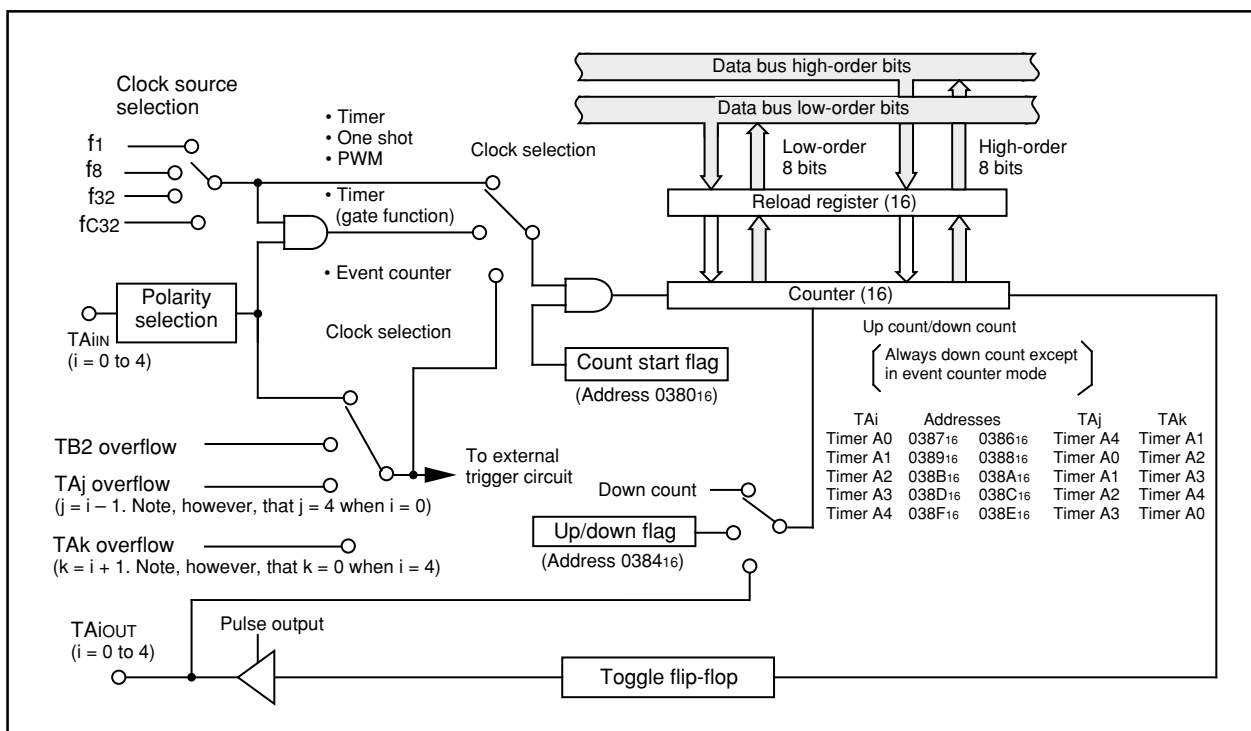 Clock source
selection
f1
f8
f32
fC32
• Timer
• One shot
• PWM
• Timer
(gate function)
• Event counter
Clock selection
Data bus high-order bits
Data bus low-order bits
Low-order
8 bits
High-order
8 bits
Reload register (16)
Counter (16)
Polarity
selection
TAiIN
(i = 0 to 4)
Clock selection
Count start flag
(Address 038016)
Up count/down count
Always down count except
in event counter mode
TAi Addresses TAj TAk
Timer A0 038716 038616 Timer A4 Timer A1
Timer A1 038916 038816 Timer A0 Timer A2
Timer A2 038B16 038A16 Timer A1 Timer A3
Timer A3 038D16 038C16 Timer A2 Timer A4
Timer A4 038F16 038E16 Timer A3 Timer A0
TB2 overflow
To external
trigger circuit
TAj overflow
(j = i – 1. Note, however, that j = 4 when i = 0)
TAk overflow
(k = i + 1. Note, however, that k = 0 when i = 4)
Down count
Up/down flag
(Address 038416)
TAiOUT
(i = 0 to 4)
Pulse output
Toggle flip-flop